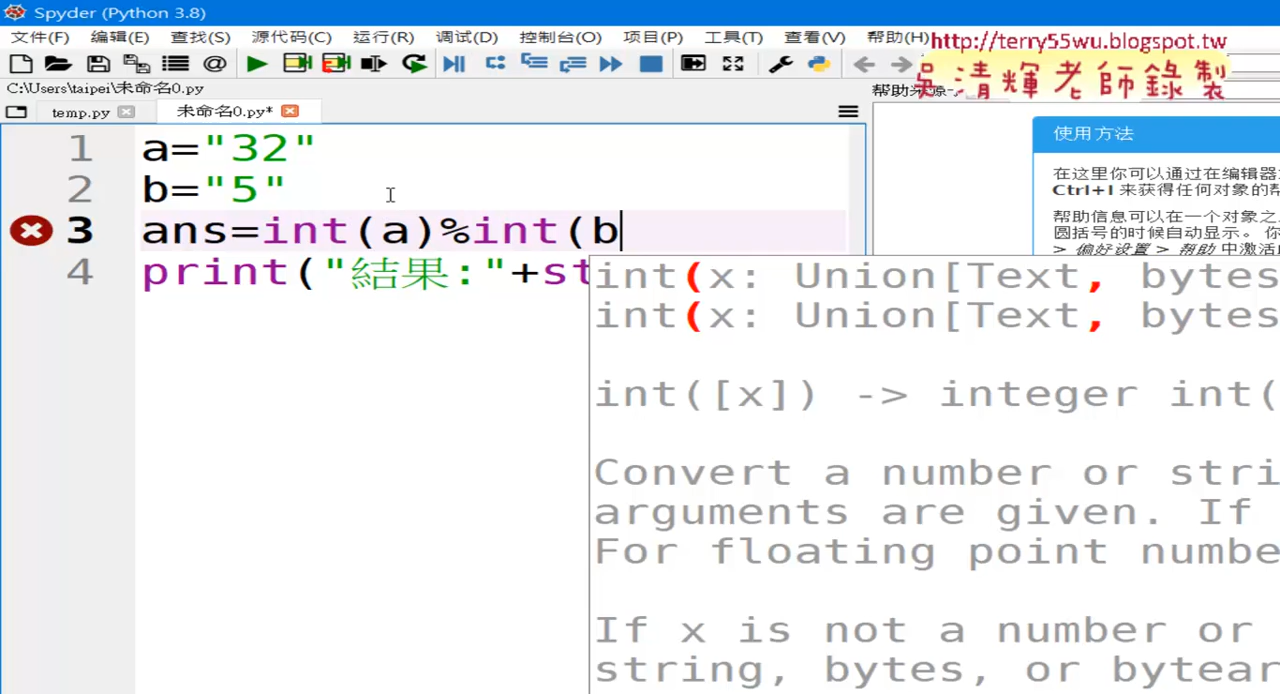 Spyder (Python 3.8)
文件(F) 编辑(E) 查找(S) 源代码(C) 运行(R) 调试(D) 控制台(O) 项目(P) 工具(T) 查看(V) 帮助(H)
http://terry55wu.blogspot.tw
吳清輝老師錄製
C:\Users\taipei\未命名0.py
帮助来源
temp.py 未命名0.py*
使用方法
在这里你可以通过在编辑器
Ctrl+I 来获得任何对象的帮
帮助信息可以在一个对象之
圆括号的时候自动显示。 你
> 偏好设置 > 帮助 中激活
1 a="32"
2 b="5"
3 ans=int(a)%int(b
4 print("結果:"+st
int(x: Union[Text, bytes
int(x: Union[Text, bytes
int([x]) -> integer int(
Convert a number or stri
arguments are given. If
For floating point numbe
If x is not a number or
string, bytes, or bytear